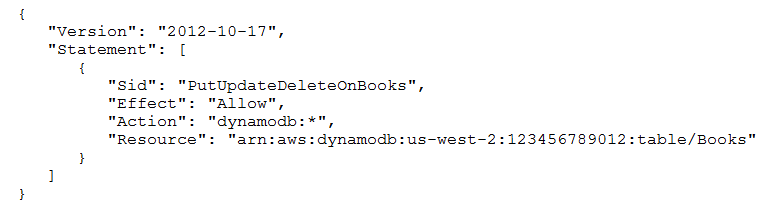 {
"Version": "2012-10-17",
"Statement": [
{
"Sid": "PutUpdateDeleteOnBooks",
"Effect": "Allow",
"Action": "dynamodb:*",
"Resource": "arn:aws:dynamodb:us-west-2:123456789012:table/Books"
}
]
}